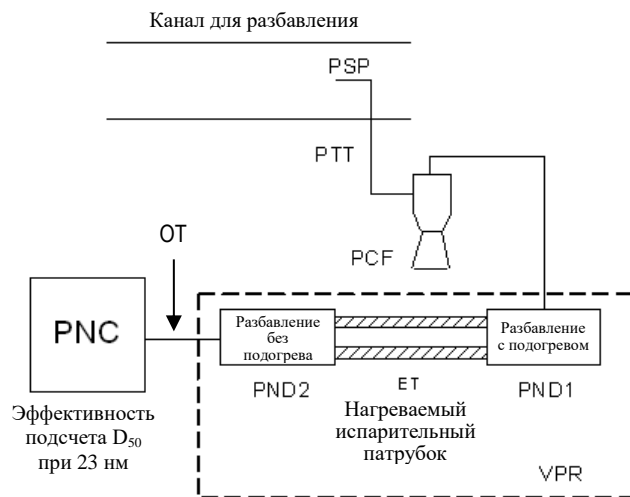 Канал для разбавления
PSP
PTT
PCF
OT
PNC
Разбавление
без
подогрева
Разбавление
с подогревом
PND2
ET
PND1
Эффективность
подсчета D₅₀
при 23 нм
Нагреваемый
испарительный
патрубок
VPR